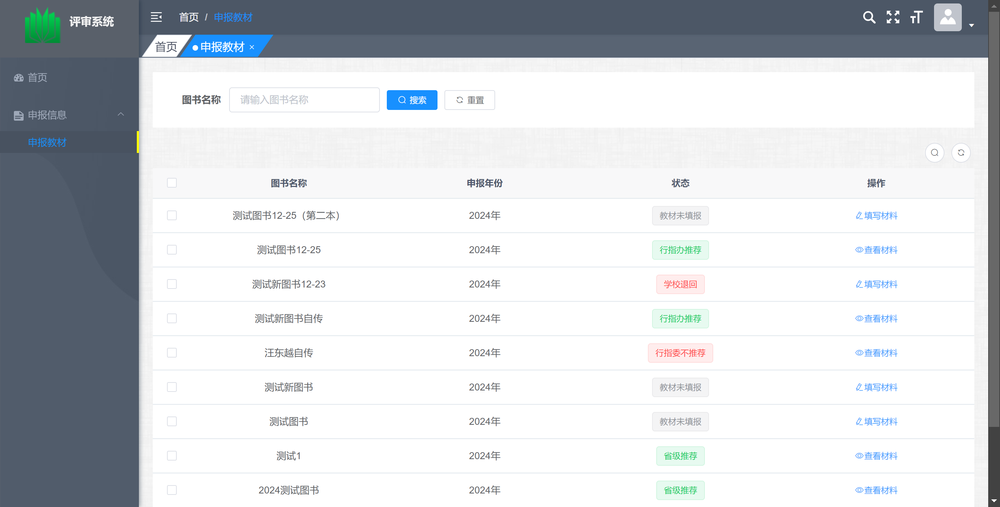 评审系统
首页 / 申报教材
首页
申报教材 ×
首页
申报信息
申报教材
图书名称 请输入图书名称 搜索 重置
图书名称 申报年份 状态 操作
测试图书12-25（第二本） 2024年 教材未填报 填写材料
测试图书12-25 2024年 行指办推荐 查看材料
测试新图书12-23 2024年 学校退回 填写材料
测试新图书自传 2024年 行指办推荐 查看材料
汪东越自传 2024年 行指委不推荐 查看材料
测试新图书 2024年 教材未填报 填写材料
测试图书 2024年 教材未填报 填写材料
测试1 2024年 省级推荐 查看材料
2024测试图书 2024年 省级推荐 查看材料